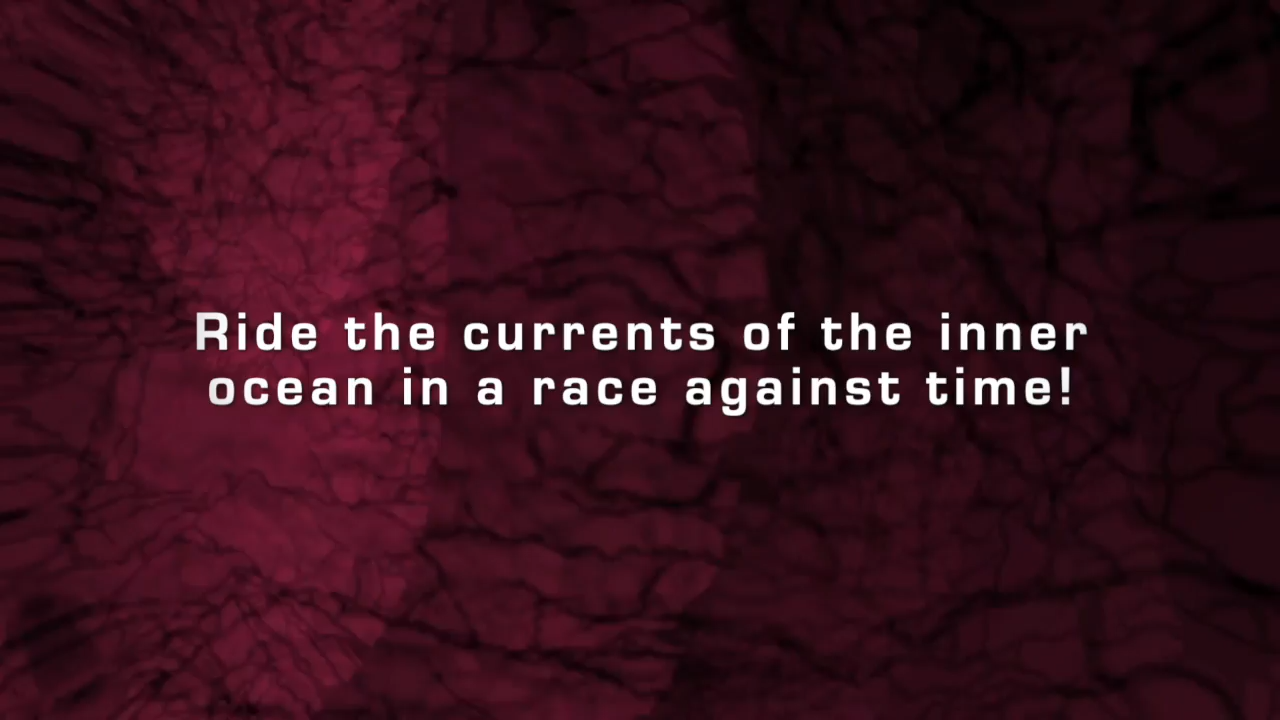 Ride the currents of the inner
ocean in a race against time!